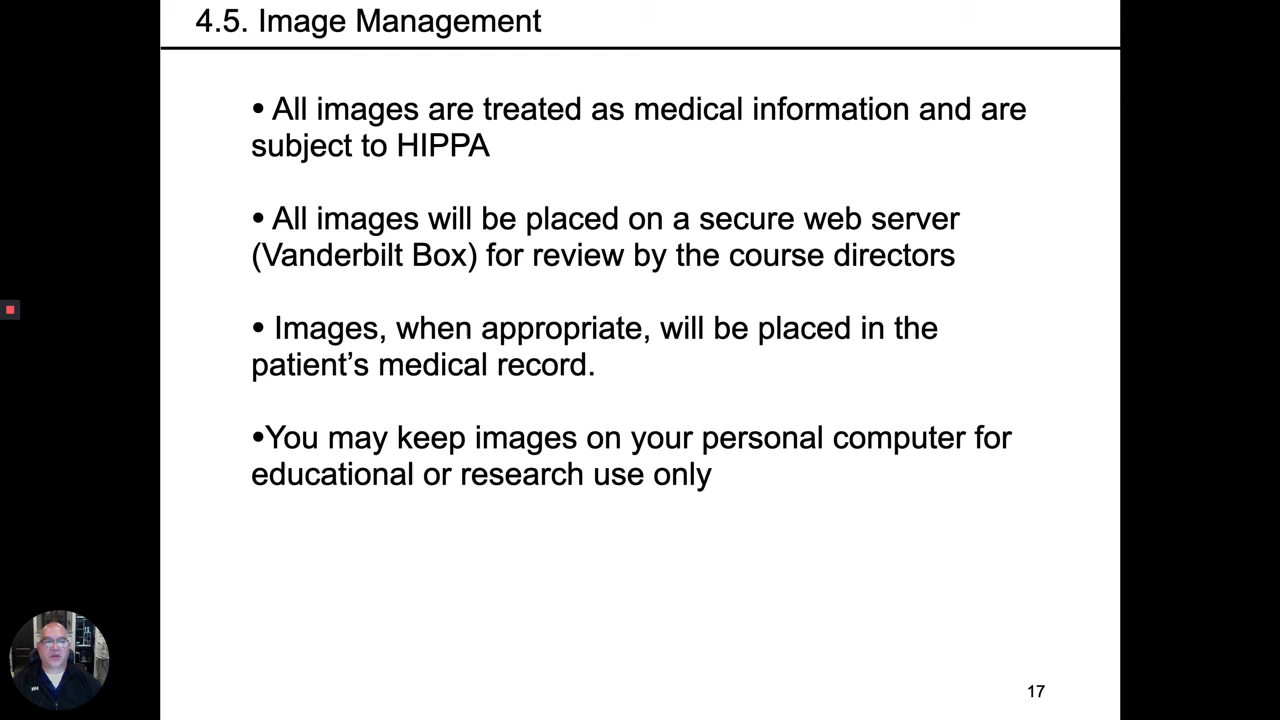 4.5. Image Management
• All images are treated as medical information and are
subject to HIPPA
• All images will be placed on a secure web server
(Vanderbilt Box) for review by the course directors
• Images, when appropriate, will be placed in the
patient’s medical record.
•You may keep images on your personal computer for
educational or research use only
17